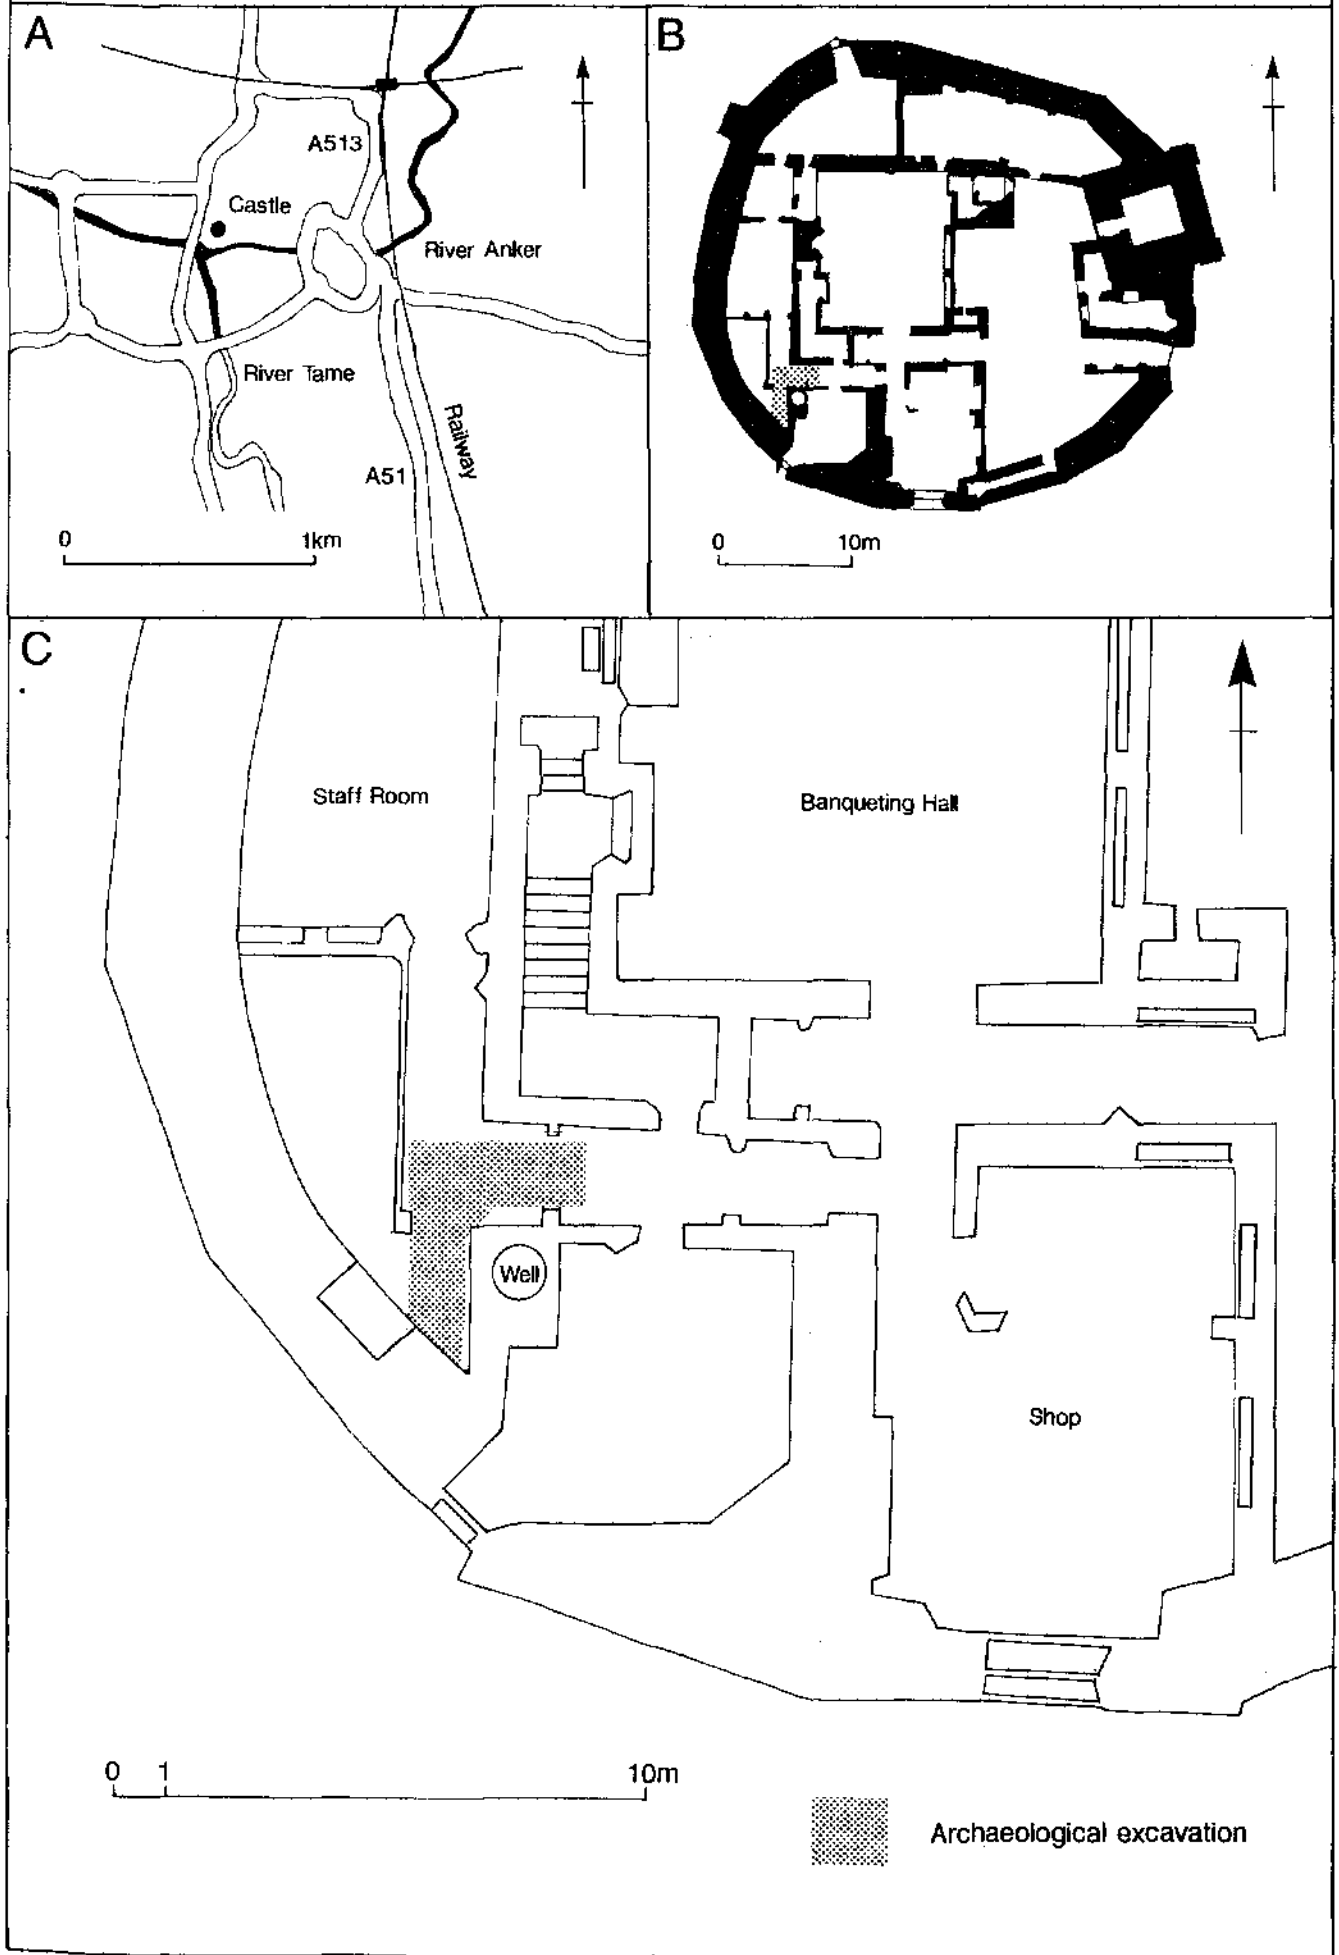 A
B
A513
Castle
River Anker
River Tame
Railway
A51
0 1km
0 10m
C
Staff Room
Banqueting Hall
Well
Shop
0 1 10m
Archaeological excavation